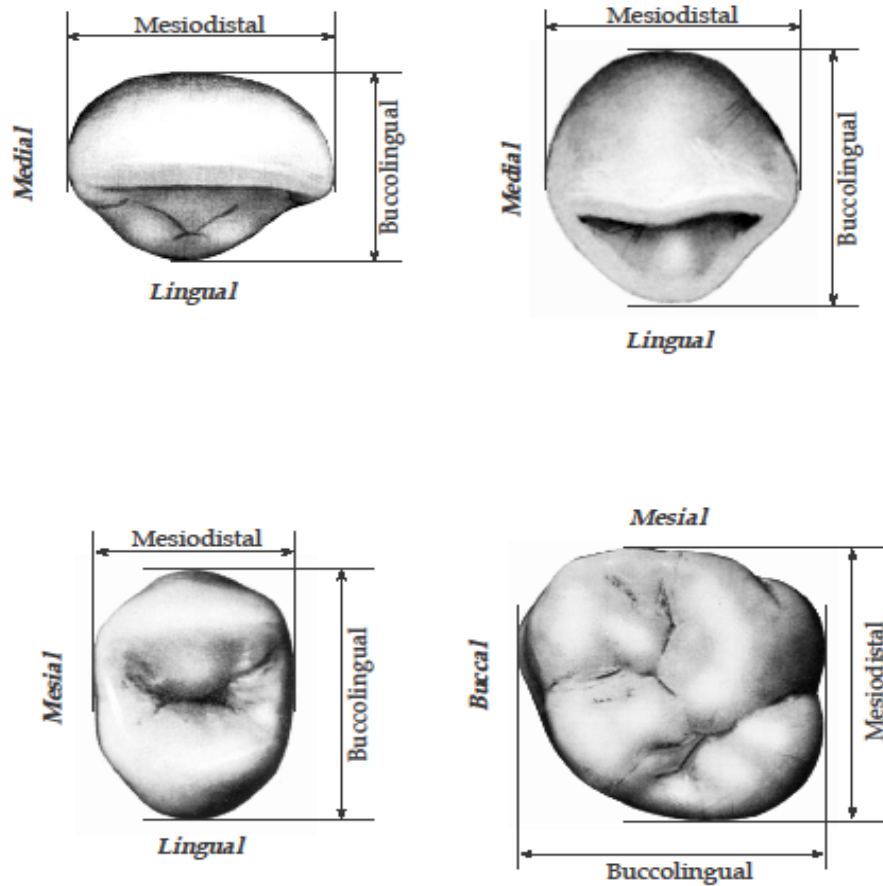 Mesiodistal
Medial
Buccolingual
Lingual
Mesiodistal
Medial
Buccolingual
Lingual
Mesiodistal
Mesial
Buccolingual
Lingual
Mesial
Buccal
Mesiodistal
Buccolingual